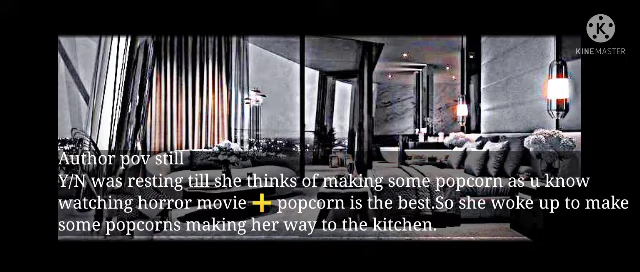 KINEMASTER
Author pov still
Y/N was resting till she thinks of making some popcorn as u know
watching horror movie ➕ popcorn is the best.So she woke up to make
some popcorns making her way to the kitchen.